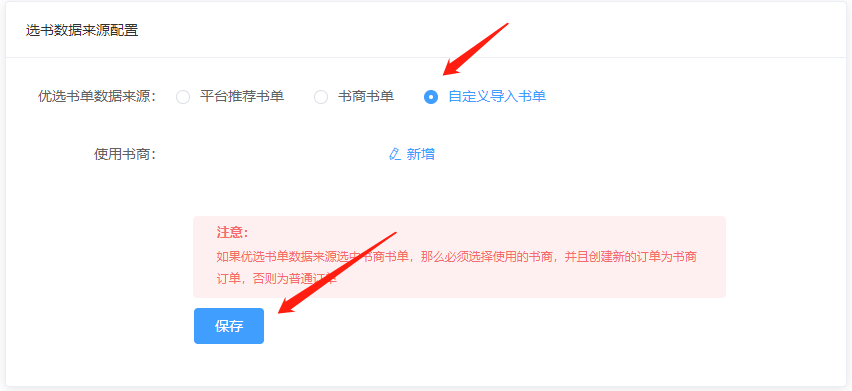 选书数据来源配置
优选书单数据来源： 平台推荐书单 书商书单 自定义导入书单
使用书商： 新增
注意：
如果优选书单数据来源选中书商书单，那么必须选择使用的书商，并且创建新的订单为书商
订单，否则为普通订单
保存